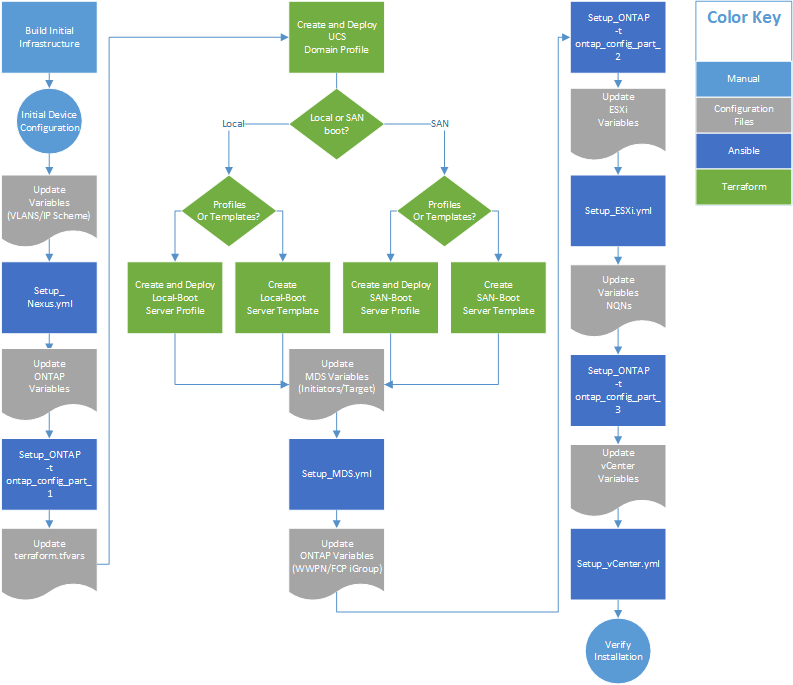 Build Initial
Infrastructure
Initial Device
Configuration
Update
Variables
(VLANS/IP Scheme)
Setup_
Nexus.yml
Update
ONTAP
Variables
Setup_ONTAP
-t
ontap_config_part_
1
Update
terraform.tfvars
Create and Deploy
UCS
Domain Profile
Local or SAN
boot?
Local
SAN
Profiles
Or Templates?
Profiles
Or Templates?
Create and Deploy
Local-Boot
Server Profile
Create
Local-Boot
Server Template
Create and Deploy
SAN-Boot
Server Profile
Create
SAN-Boot
Server Template
Update
MDS Variables
(Initiators/Target)
Setup_MDS.yml
Update
ONTAP Variables
(WWPN/FCP iGroup)
Setup_ONTAP
-t
ontap_config_part_
2
Update
ESXi
Variables
Setup_ESXi.yml
Update
Variables
NQNs
Setup_ONTAP
-t
ontap_config_part_
3
Update
vCenter
Variables
Setup_vCenter.yml
Verify
Installation
Color Key
Manual
Configuration
Files
Ansible
Terraform